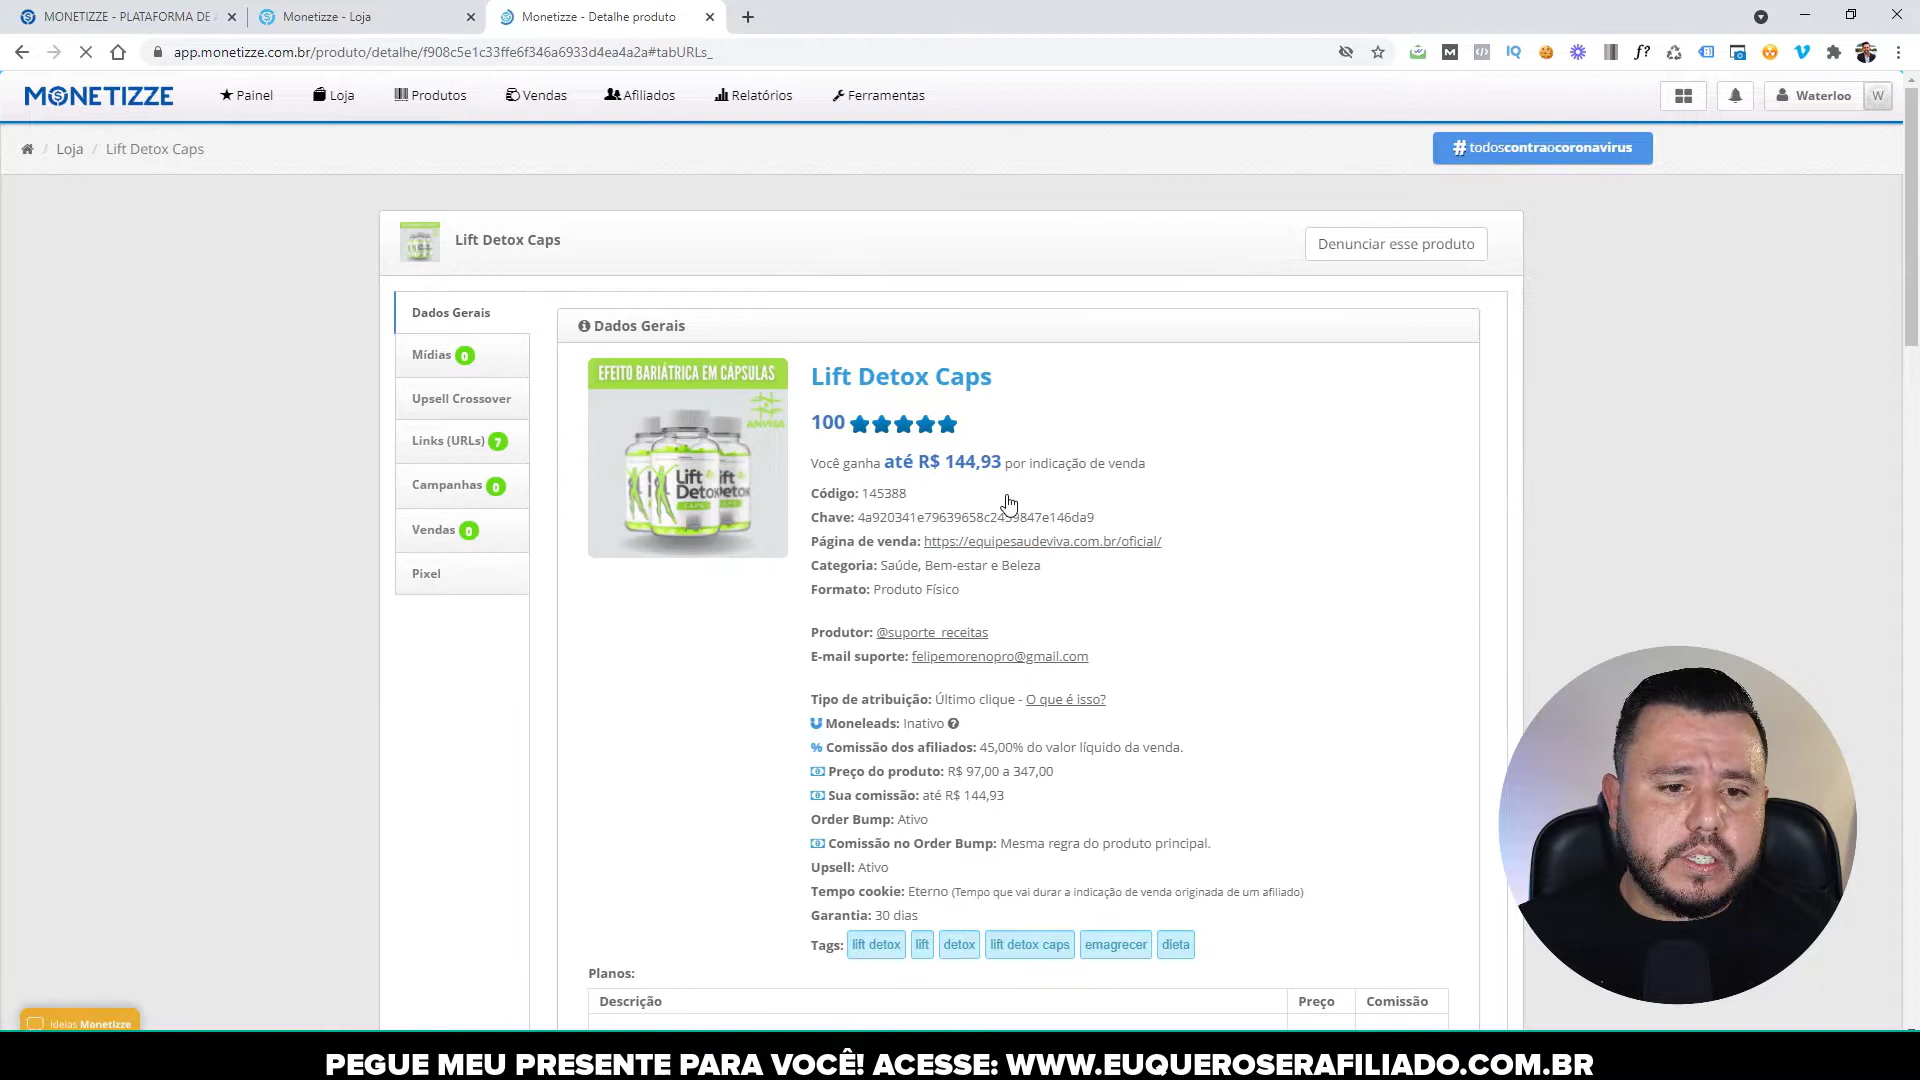 MONETIZZE - PLATAFORMA DE
Monetizze - Loja
Monetizze - Detalhe produto
app.monetizze.com.br/produto/detalhe/f908c5e1c33ffe6f346a6933d4ea4a2a#tabURLs_
MONETIZZE
Painel
Loja
Produtos
Vendas
Afiliados
Relatórios
Ferramentas
Waterloo
W
/ Loja / Lift Detox Caps
#todoscontraocoronavirus
Lift Detox Caps
Denunciar esse produto
Dados Gerais
Mídias 0
Upsell Crossover
Links (URLs) 7
Campanhas 0
Vendas 0
Pixel
Dados Gerais
EFEITO BARIÁTRICA EM CÁPSULAS
ANVISA
Lift
Detox
CAPS
Lift Detox Caps
100
Você ganha até R$ 144,93 por indicação de venda
Código: 145388
Página de venda: https://equipesaudeviva.com.br/oficial/
Categoria: Saúde, Bem-estar e Beleza
Formato: Produto Físico
Produtor: @suporte_receitas
E-mail suporte: felipemorenopro@gmail.com
Tipo de atribuição: Último clique - O que é isso?
Moneleads: Inativo
% Comissão dos afiliados: 45,00% do valor líquido da venda.
Preço do produto: R$ 97,00 a 347,00
Sua comissão: até R$ 144,93
Order Bump: Ativo
Comissão no Order Bump: Mesma regra do produto principal.
Upsell: Ativo
Tempo cookie: Eterno (Tempo que vai durar a indicação de venda originada de um afiliado)
Garantia: 30 dias
Tags: lift detox lift detox lift detox caps emagrecer dieta
Planos:
Descrição Preço Comissão
Ideias Monetizze
PEGUE MEU PRESENTE PARA VOCÊ! ACESSE: WWW.EUQUEROSERAFILIADO.COM.BR